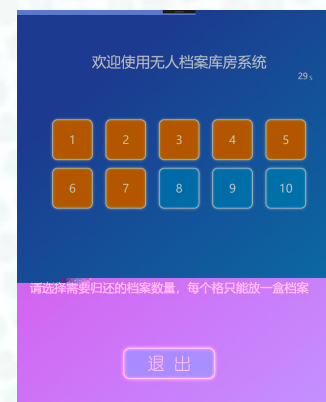 欢迎使用无人档案库房系统
29 s
1 2 3 4 5
6 7 8 9 10
请选择需要归还的档案数量，每个格只能放一盒档案
退出